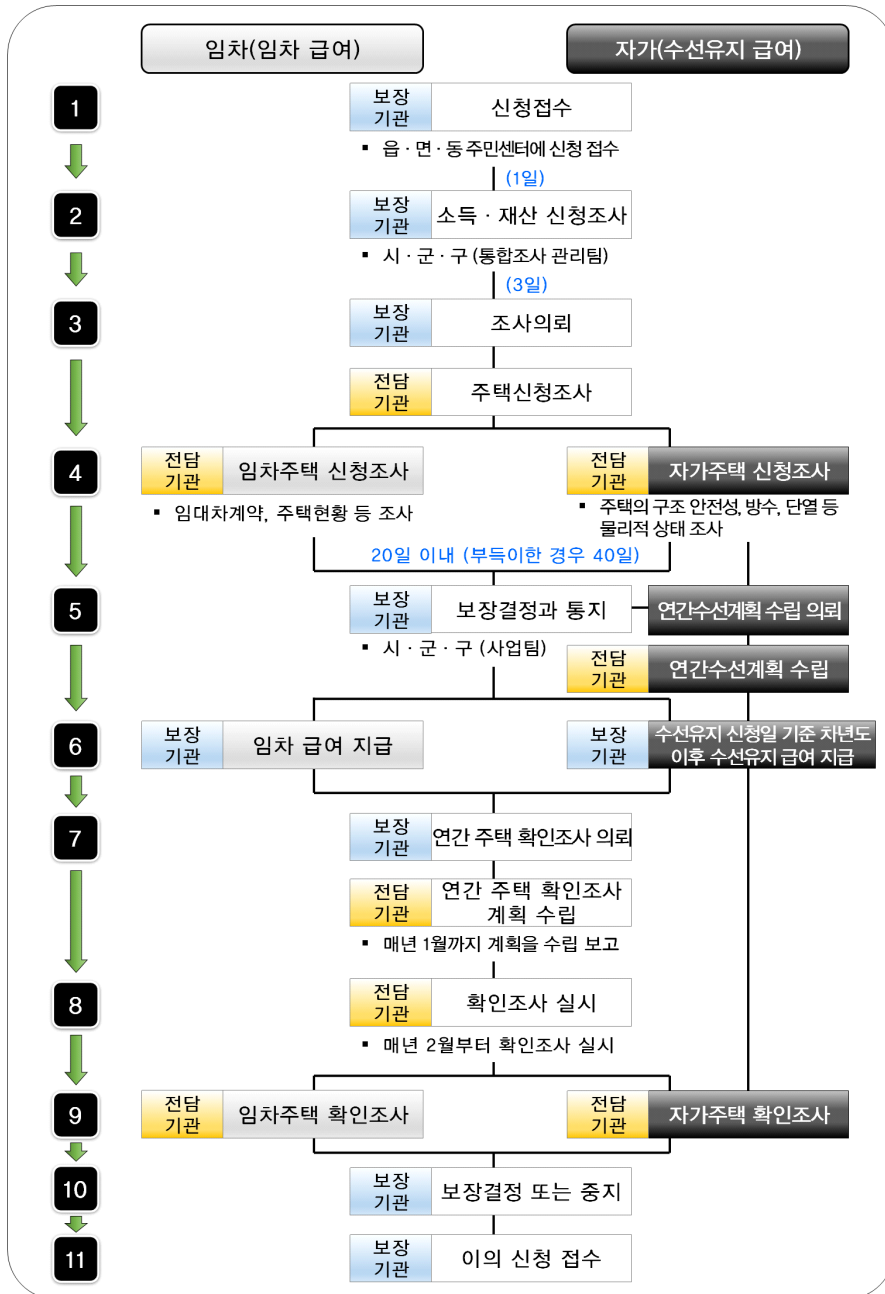 임차(임차 급여)
자가(수선유지 급여)
1
보장
기관
신청접수
▪ 읍·면·동 주민센터에 신청 접수
(1일)
2
보장
기관
소득·재산 신청조사
▪ 시·군·구 (통합조사 관리팀)
(3일)
3
보장
기관
조사의뢰
전담
기관
주택신청조사
4
전담
기관
임차주택 신청조사
▪ 임대차계약, 주택현황 등 조사
전담
기관
자가주택 신청조사
▪ 주택의 구조 안전성, 방수, 단열 등
물리적 상태 조사
20일 이내 (부득이한 경우 40일)
5
보장
기관
보장결정과 통지
연간수선계획 수립 의뢰
▪ 시·군·구 (사업팀)
전담
기관
연간수선계획 수립
6
보장
기관
임차 급여 지급
보장
기관
수선유지 신청일 기준 차년도
이후 수선유지 급여 지급
7
보장
기관
연간 주택 확인조사 의뢰
전담
기관
연간 주택 확인조사
계획 수립
▪ 매년 1월까지 계획을 수립 보고
8
전담
기관
확인조사 실시
▪ 매년 2월부터 확인조사 실시
9
전담
기관
임차주택 확인조사
전담
기관
자가주택 확인조사
10
보장
기관
보장결정 또는 중지
11
보장
기관
이의 신청 접수